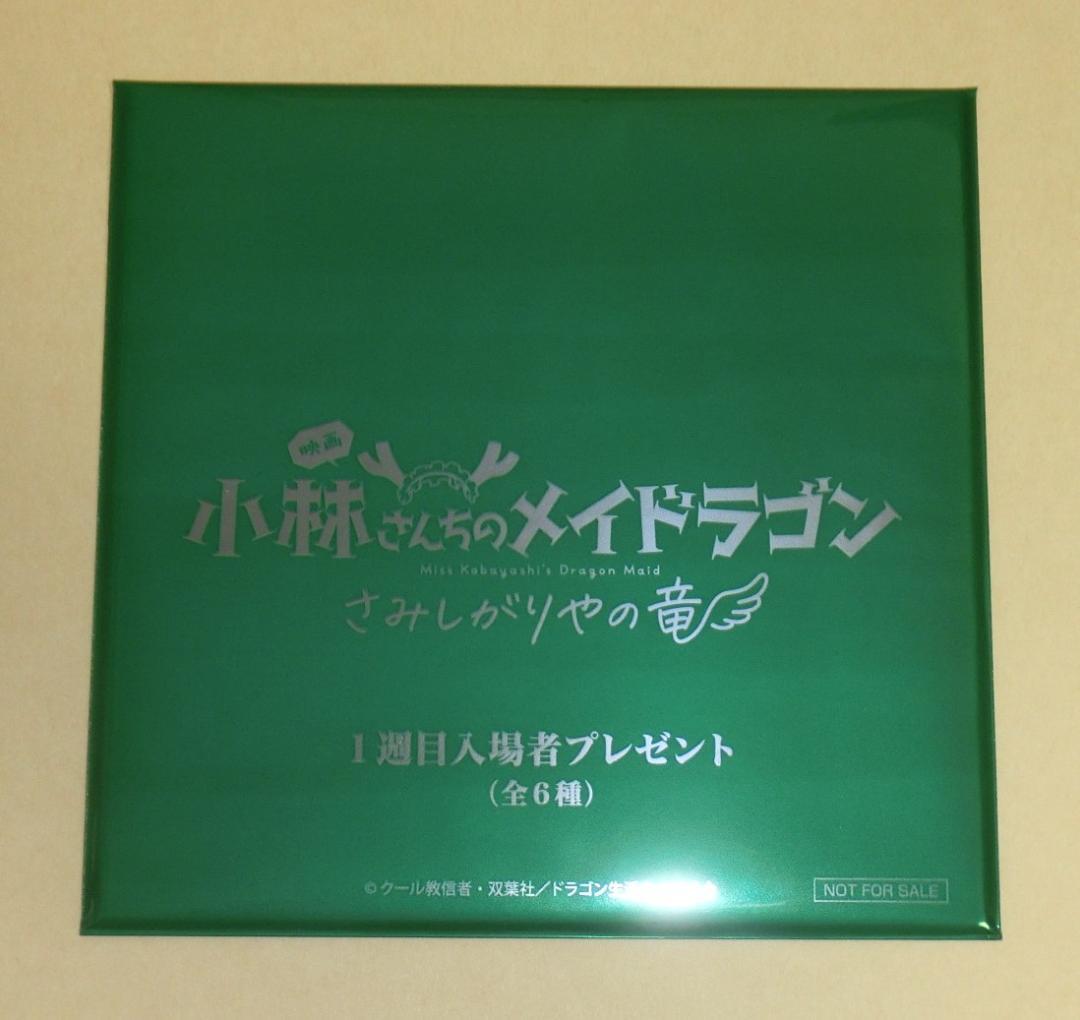 映画
小林さんちのメイドラゴン
Miss Kobayashi's Dragon Maid
さみしがりやの竜
1週目入場者プレゼント
(全6種)
©クール教信者・双葉社/ドラゴン生
NOT FOR SALE